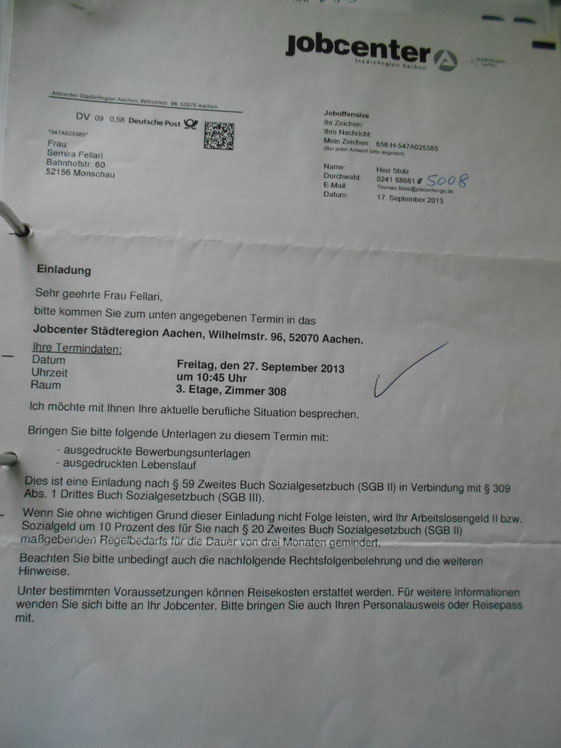 jobcenter
StädteRegion Aachen
Jobcenter StädteRegion Aachen, Wilhelmstr. 96, 52070 Aachen
DV 09 0,58 Deutsche Post
*547A025585*
Frau
Semira Fellari
Bahnhofstr. 60
52156 Monschau
Joboffensive
Ihr Zeichen:
Ihre Nachricht:
Mein Zeichen: 658.H-547A025585
(Bei jeder Antwort bitte angeben)
Name: Herr Stolz
Durchwahl: 0241 88681 5008
E-Mail: Thomas.Stolz@jobcenter-ge.de
Datum: 17. September 2013
Einladung
Sehr geehrte Frau Fellari,
bitte kommen Sie zum unten angegebenen Termin in das
Jobcenter Städteregion Aachen, Wilhelmstr. 96, 52070 Aachen.
Ihre Termindaten:
Datum Freitag, den 27. September 2013
Uhrzeit um 10:45 Uhr
Raum 3. Etage, Zimmer 308
Ich möchte mit Ihnen Ihre aktuelle berufliche Situation besprechen.
Bringen Sie bitte folgende Unterlagen zu diesem Termin mit:
- ausgedruckte Bewerbungsunterlagen
- ausgedruckten Lebenslauf
Dies ist eine Einladung nach § 59 Zweites Buch Sozialgesetzbuch (SGB II) in Verbindung mit § 309
Abs. 1 Drittes Buch Sozialgesetzbuch (SGB III).
Wenn Sie ohne wichtigen Grund dieser Einladung nicht Folge leisten, wird Ihr Arbeitslosengeld II bzw.
Sozialgeld um 10 Prozent des für Sie nach § 20 Zweites Buch Sozialgesetzbuch (SGB II)
maßgebenden Regelbedarfs für die Dauer von drei Monaten gemindert.
Beachten Sie bitte unbedingt auch die nachfolgende Rechtsfolgenbelehrung und die weiteren
Hinweise.
Unter bestimmten Voraussetzungen können Reisekosten erstattet werden. Für weitere Informationen
wenden Sie sich bitte an Ihr Jobcenter. Bitte bringen Sie auch Ihren Personalausweis oder Reisepass
mit.